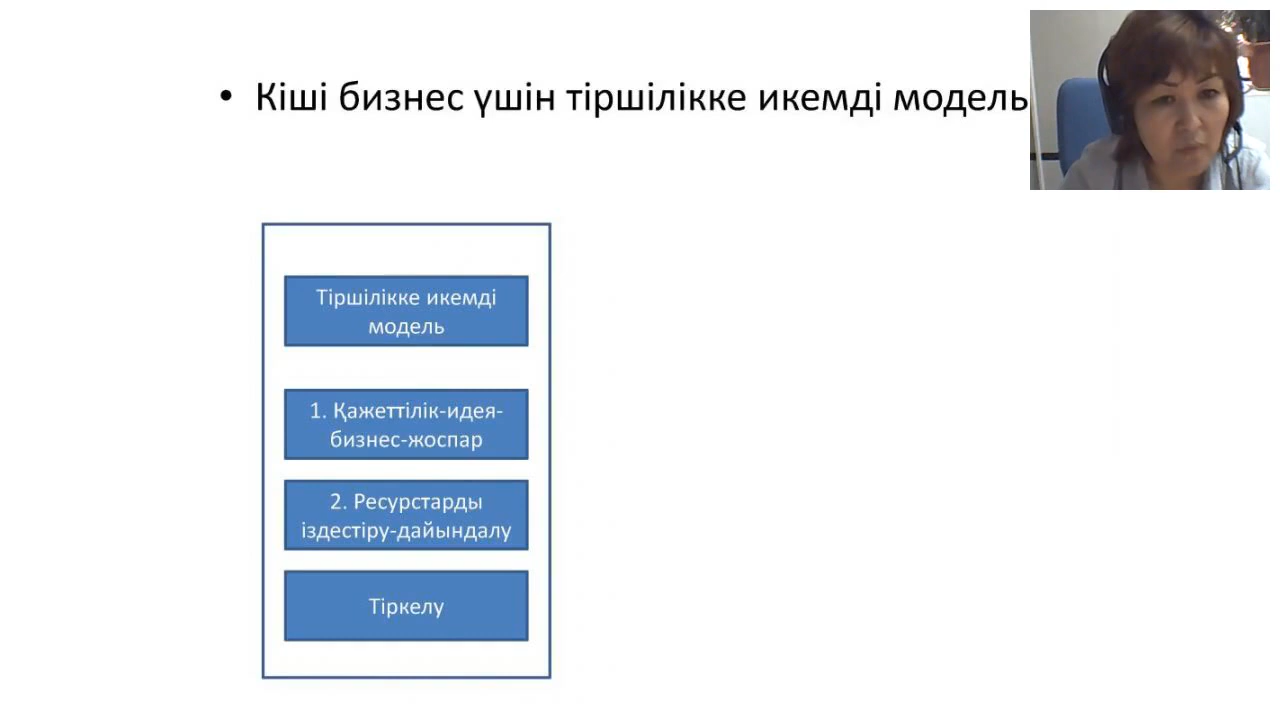 • Кіші бизнес үшін тіршілікке икемді модель
Тіршілікке икемді
модель
1. Қажеттілік-идея-
бизнес-жоспар
2. Ресурстарды
іздестіру-дайындалу
Тіркелу